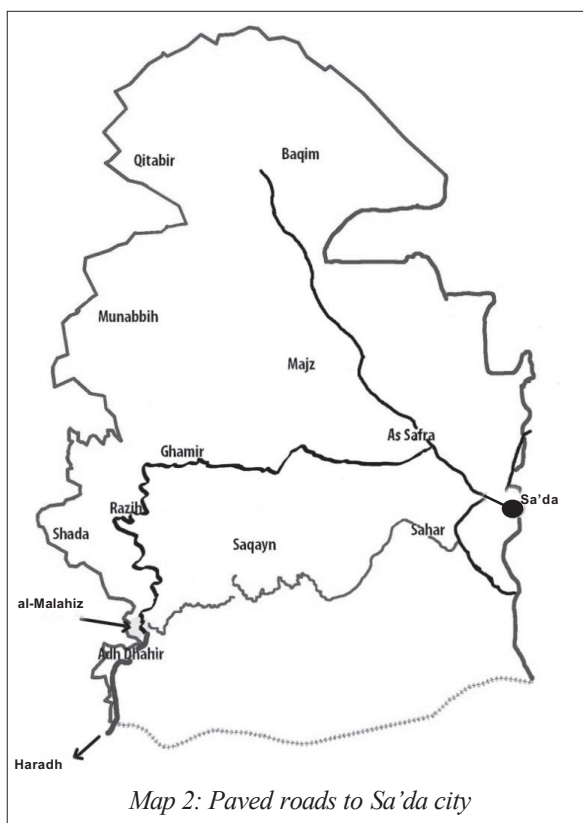 Qitabir
Baqim
Munabbih
Majz
As Safra
Ghamir
Sa'da
Razih
Shada
Sahar
Saqayn
al-Malahiz
Adh Dhahir
Haradh
Map 2: Paved roads to Sa'da city